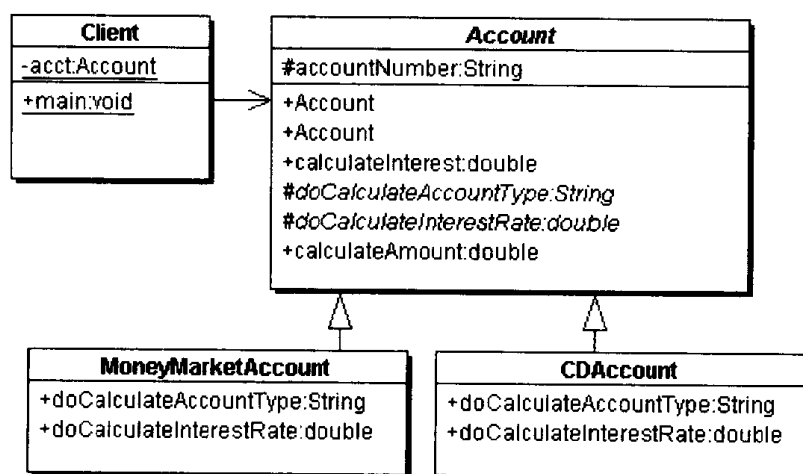 Client
-acct:Account
+main:void
Account
#accountNumber:String
+Account
+Account
+calculateInterest:double
#doCalculateAccountType:String
#doCalculateInterestRate:double
+calculateAmount:double
MoneyMarketAccount
+doCalculateAccountType:String
+doCalculateInterestRate:double
CDAccount
+doCalculateAccountType:String
+doCalculateInterestRate:double